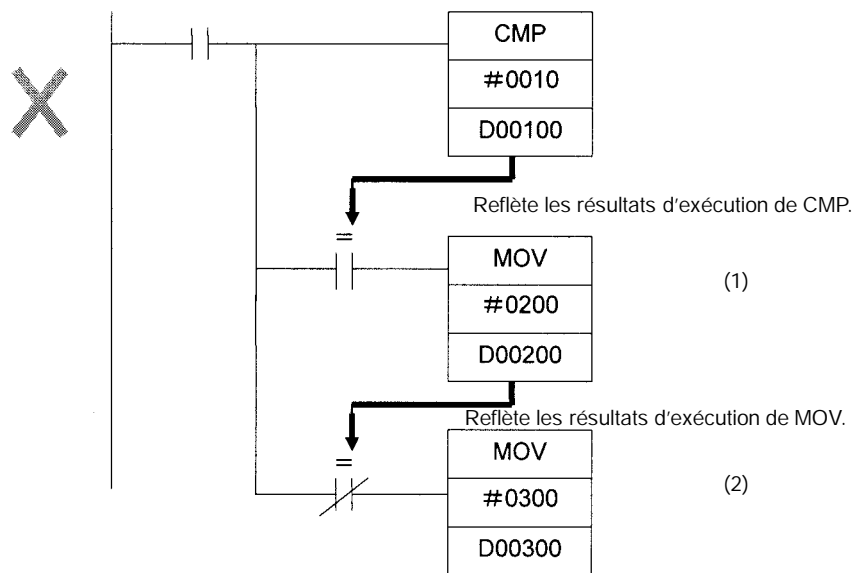 CMP
#0010
D00100
Reflète les résultats d'exécution de CMP.
=
MOV
(1)
#0200
D00200
Reflète les résultats d'exécution de MOV.
=
MOV
(2)
#0300
D00300